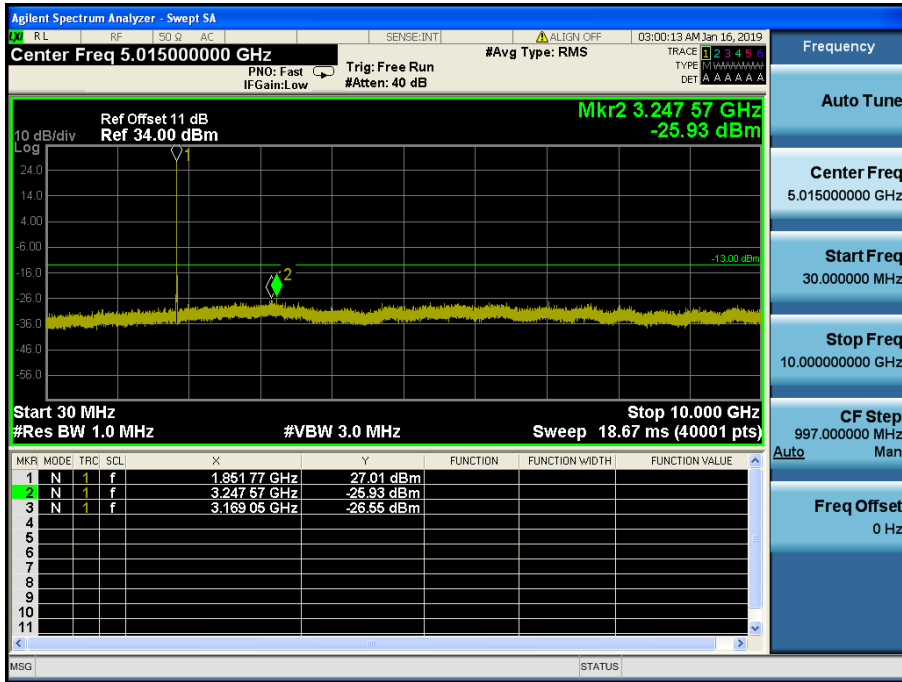 Agilent Spectrum Analyzer - Swept SA
LXI RL RF 50 Ω AC SENSE:INT ALIGN OFF 03:00:13 AM Jan 16, 2019
Center Freq 5.015000000 GHz
PNO: Fast
IFGain:Low
Trig: Free Run
#Atten: 40 dB
#Avg Type: RMS
TRACE 1 2 3 4 5 6
TYPE M WWWWW
DET A A A A A A
Mkr2 3.247 57 GHz
-25.93 dBm
Ref Offset 11 dB
10 dB/div Ref 34.00 dBm
Log
1
24.0
14.0
4.00
-6.00
-13.00 dBm
-16.0
2
-26.0
-36.0
-46.0
-56.0
Start 30 MHz Stop 10.000 GHz
#Res BW 1.0 MHz #VBW 3.0 MHz Sweep 18.67 ms (40001 pts)
MKR MODE TRC SCL X Y FUNCTION FUNCTION WIDTH FUNCTION VALUE
1 N 1 f 1.851 77 GHz 27.01 dBm
2 N 1 f 3.247 57 GHz -25.93 dBm
3 N 1 f 3.169 05 GHz -26.55 dBm
4
5
6
7
8
9
10
11
MSG STATUS
Frequency
Auto Tune
Center Freq
5.015000000 GHz
Start Freq
30.000000 MHz
Stop Freq
10.000000000 GHz
CF Step
997.000000 MHz
Auto Man
Freq Offset
0 Hz